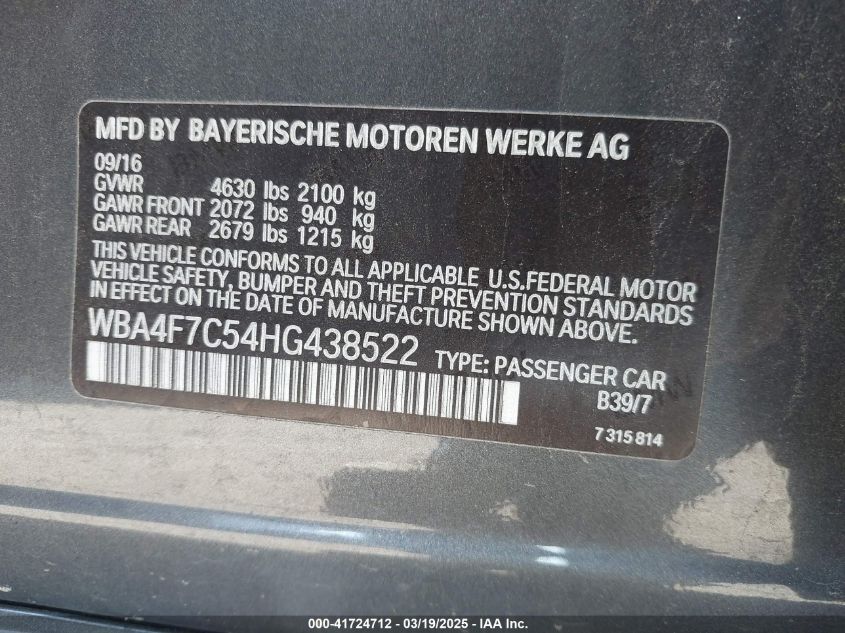 MFD BY BAYERISCHE MOTOREN WERKE AG
09/16
GVWR 4630 lbs 2100 kg
GAWR FRONT 2072 lbs 940 kg
GAWR REAR 2679 lbs 1215 kg
THIS VEHICLE CONFORMS TO ALL APPLICABLE U.S.FEDERAL MOTOR
VEHICLE SAFETY, BUMPER AND THEFT PREVENTION STANDARDS
IN EFFECT ON THE DATE OF MANUFACTURE SHOWN ABOVE.
WBA4F7C54HG438522 TYPE: PASSENGER CAR
B39/7
7 315 814
000-41724712 — 03/19/2025 — IAA Inc.